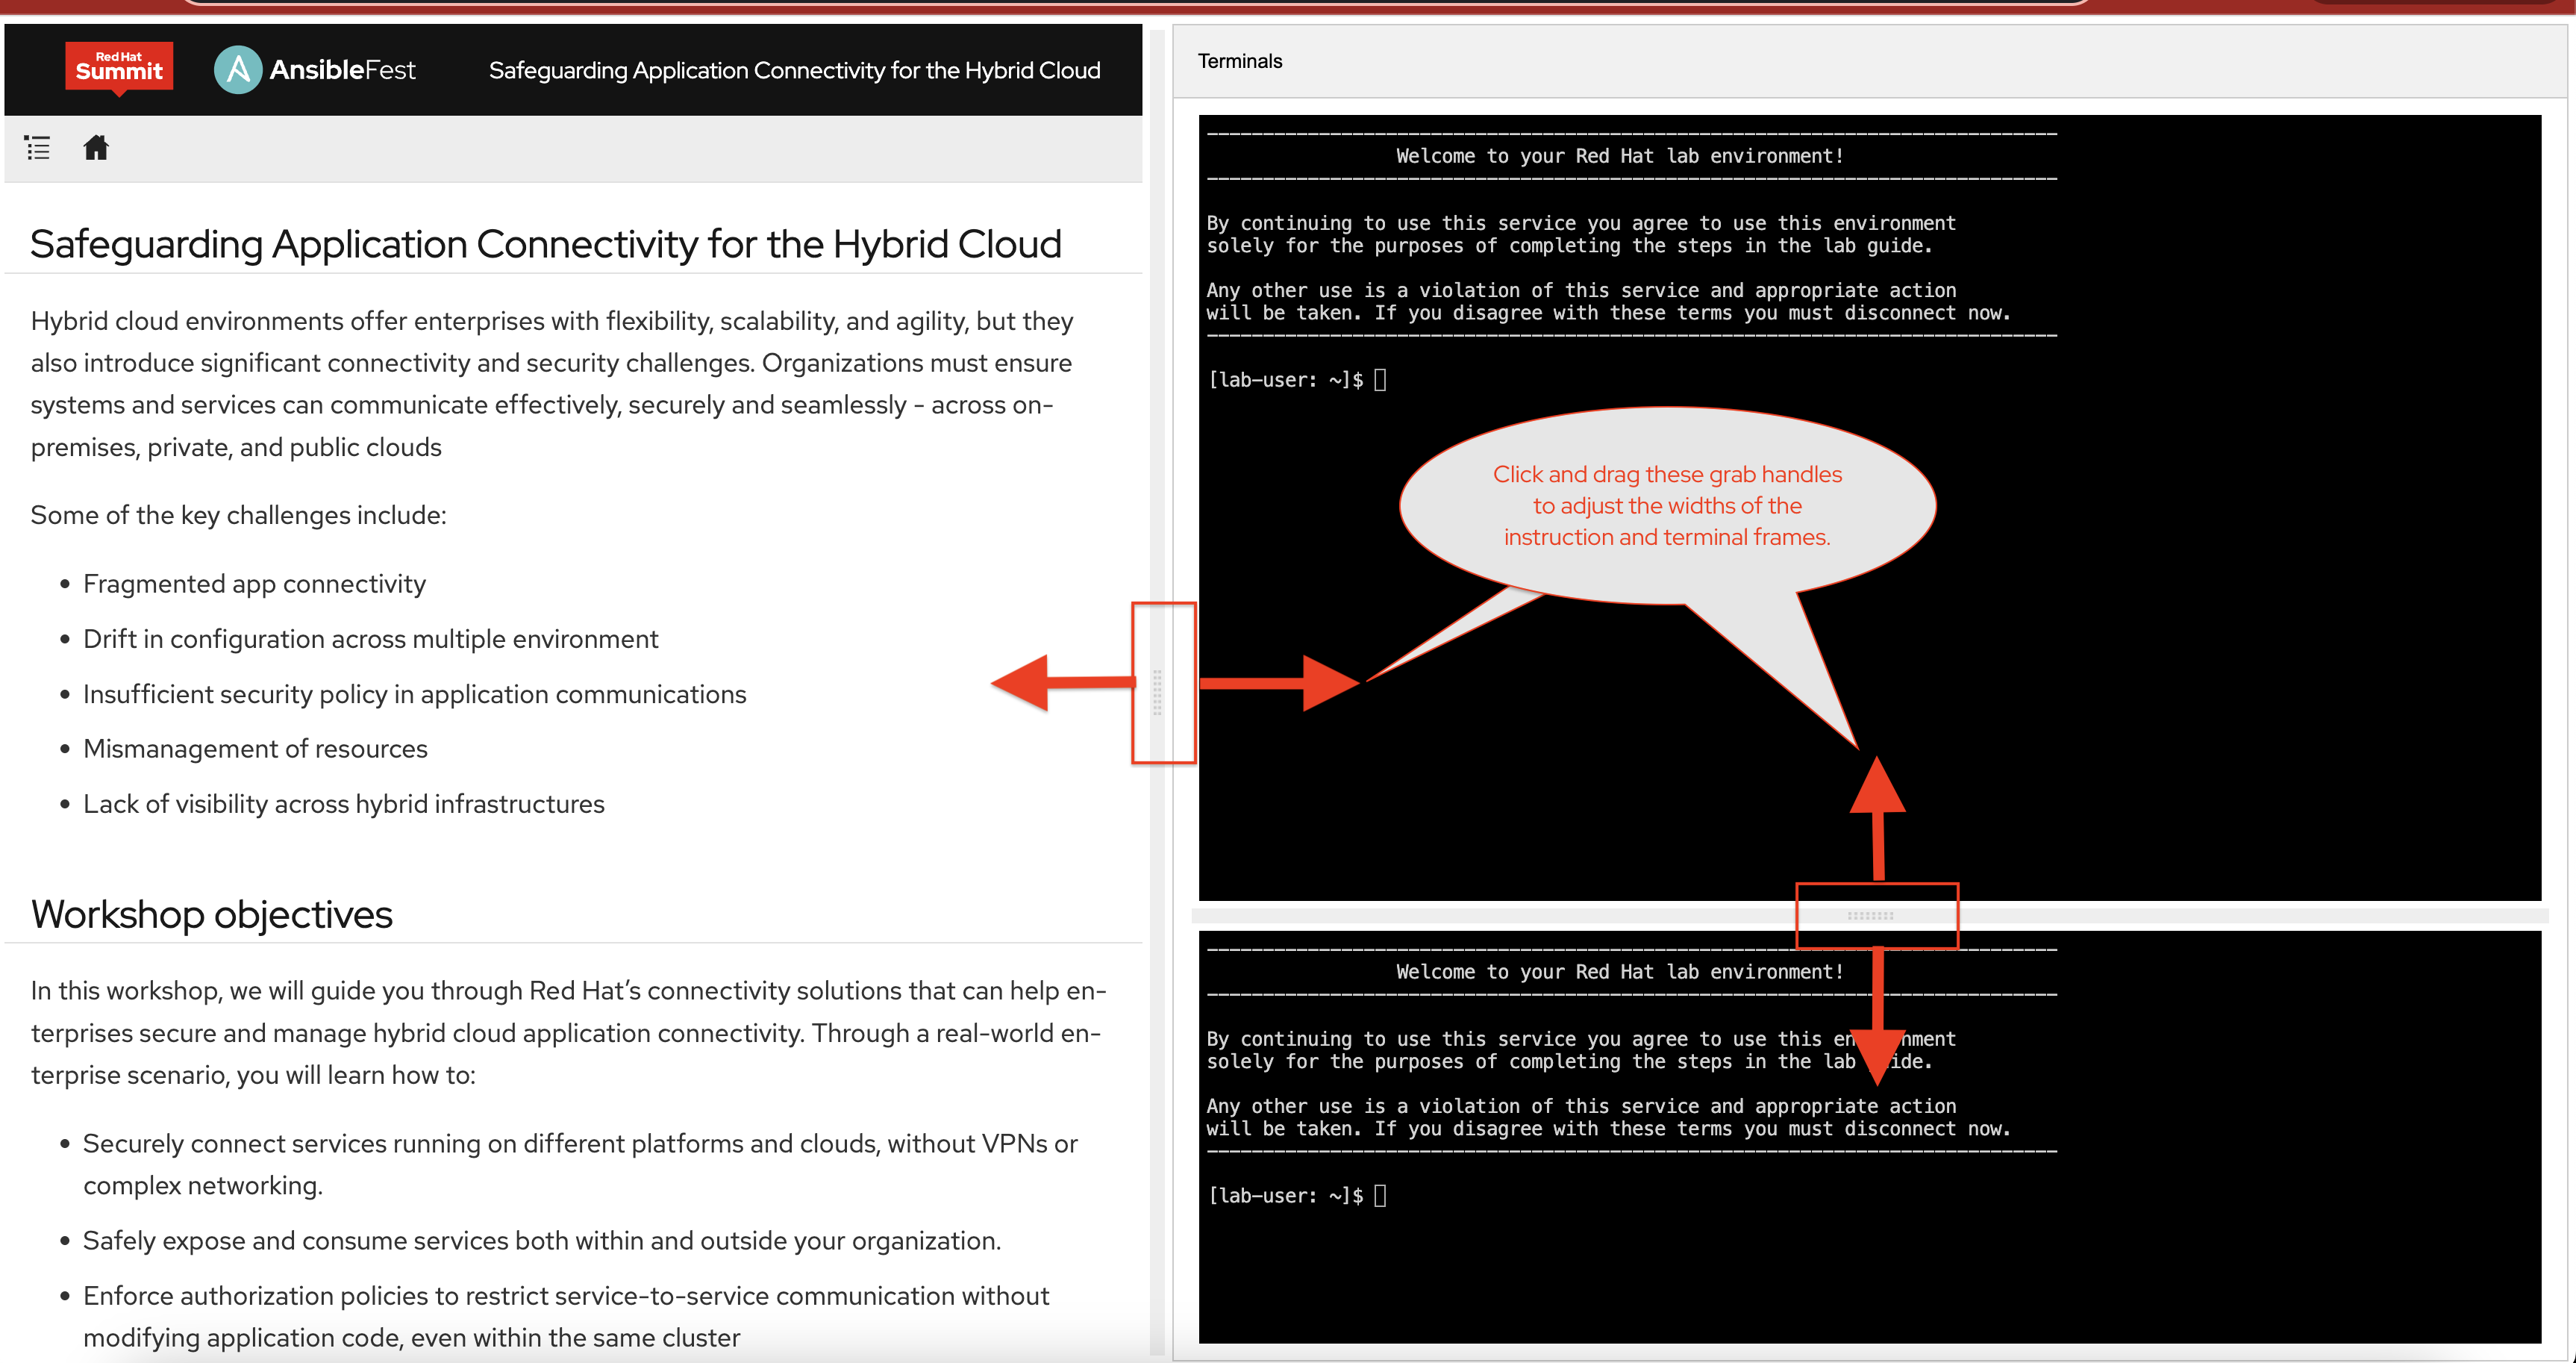 Red Hat
Summit
AnsibleFest
Safeguarding Application Connectivity for the Hybrid Cloud
Safeguarding Application Connectivity for the Hybrid Cloud
Hybrid cloud environments offer enterprises with flexibility, scalability, and agility, but they
also introduce significant connectivity and security challenges. Organizations must ensure
systems and services can communicate effectively, securely and seamlessly - across on-
premises, private, and public clouds
Some of the key challenges include:
• Fragmented app connectivity
• Drift in configuration across multiple environment
• Insufficient security policy in application communications
• Mismanagement of resources
• Lack of visibility across hybrid infrastructures
Workshop objectives
In this workshop, we will guide you through Red Hat’s connectivity solutions that can help en-
terprises secure and manage hybrid cloud application connectivity. Through a real-world en-
terprise scenario, you will learn how to:
• Securely connect services running on different platforms and clouds, without VPNs or
complex networking.
• Safely expose and consume services both within and outside your organization.
• Enforce authorization policies to restrict service-to-service communication without
modifying application code, even within the same cluster
Terminals
Welcome to your Red Hat lab environment!
By continuing to use this service you agree to use this environment
solely for the purposes of completing the steps in the lab guide.
Any other use is a violation of this service and appropriate action
will be taken. If you disagree with these terms you must disconnect now.
[lab-user: ~]$
Click and drag these grab handles
to adjust the widths of the
instruction and terminal frames.
Welcome to your Red Hat lab environment!
By continuing to use this service you agree to use this
solely for the purposes of completing the steps in the lab
Any other use is a violation of this service and appropriate action
will be taken. If you disagree with these terms you must disconnect now.
[lab-user: ~]$